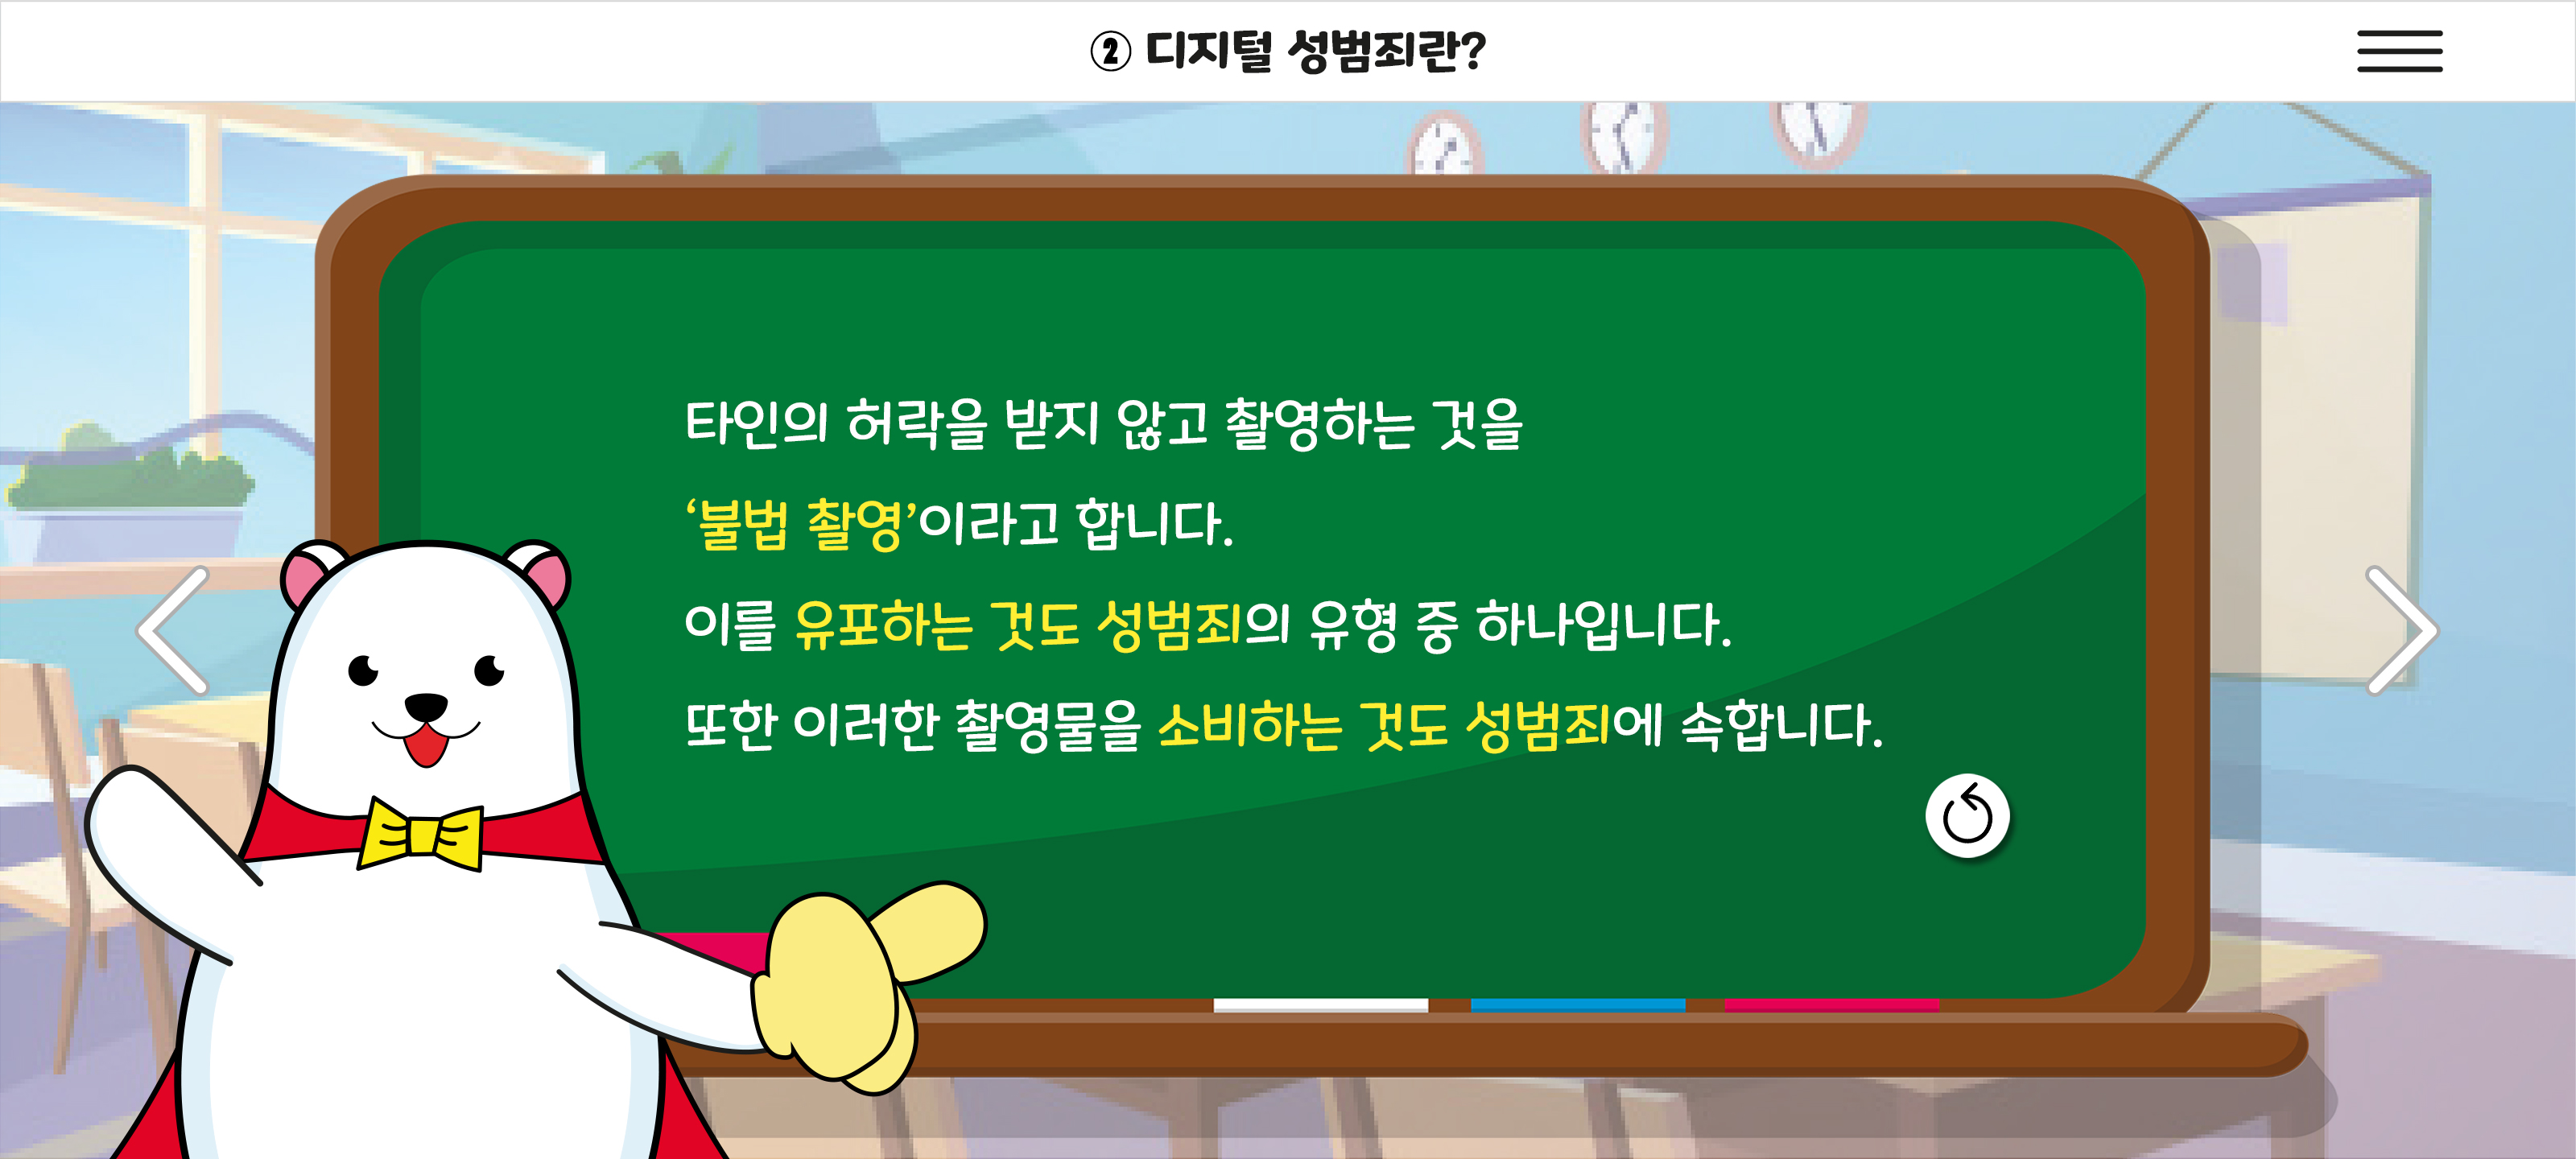 ② 디지털 성범죄란?
타인의 허락을 받지 않고 촬영하는 것을
‘불법 촬영’이라고 합니다.
이를 유포하는 것도 성범죄의 유형 중 하나입니다.
또한 이러한 촬영물을 소비하는 것도 성범죄에 속합니다.